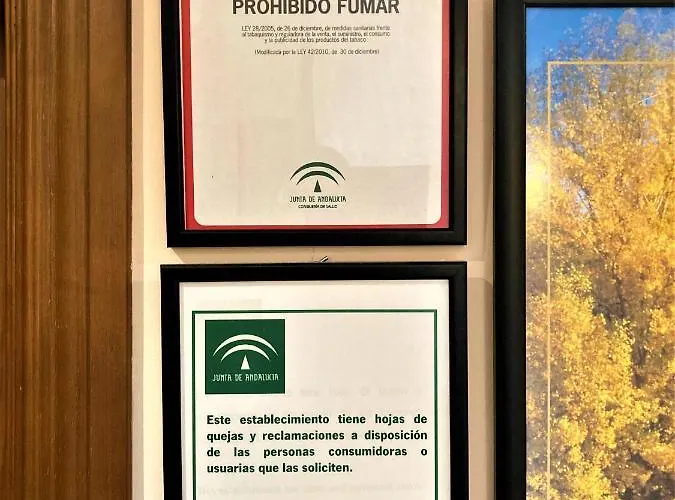 PROHIBIDO FUMAR
LEY 28/2005, de 26 de diciembre, de medidas sanitarias frente
al tabaquismo y reguladora de la venta, el suministro, el consumo
y la publicidad de los productos del tabaco
(Modificada por la LEY 42/2010, de 30 de diciembre)
JUNTA DE ANDALUCIA
CONSEJERÍA DE SALUD
JUNTA DE ANDALUCIA
Este establecimiento tiene hojas de
quejas y reclamaciones a disposición
de las personas consumidoras o
usuarias que las soliciten.